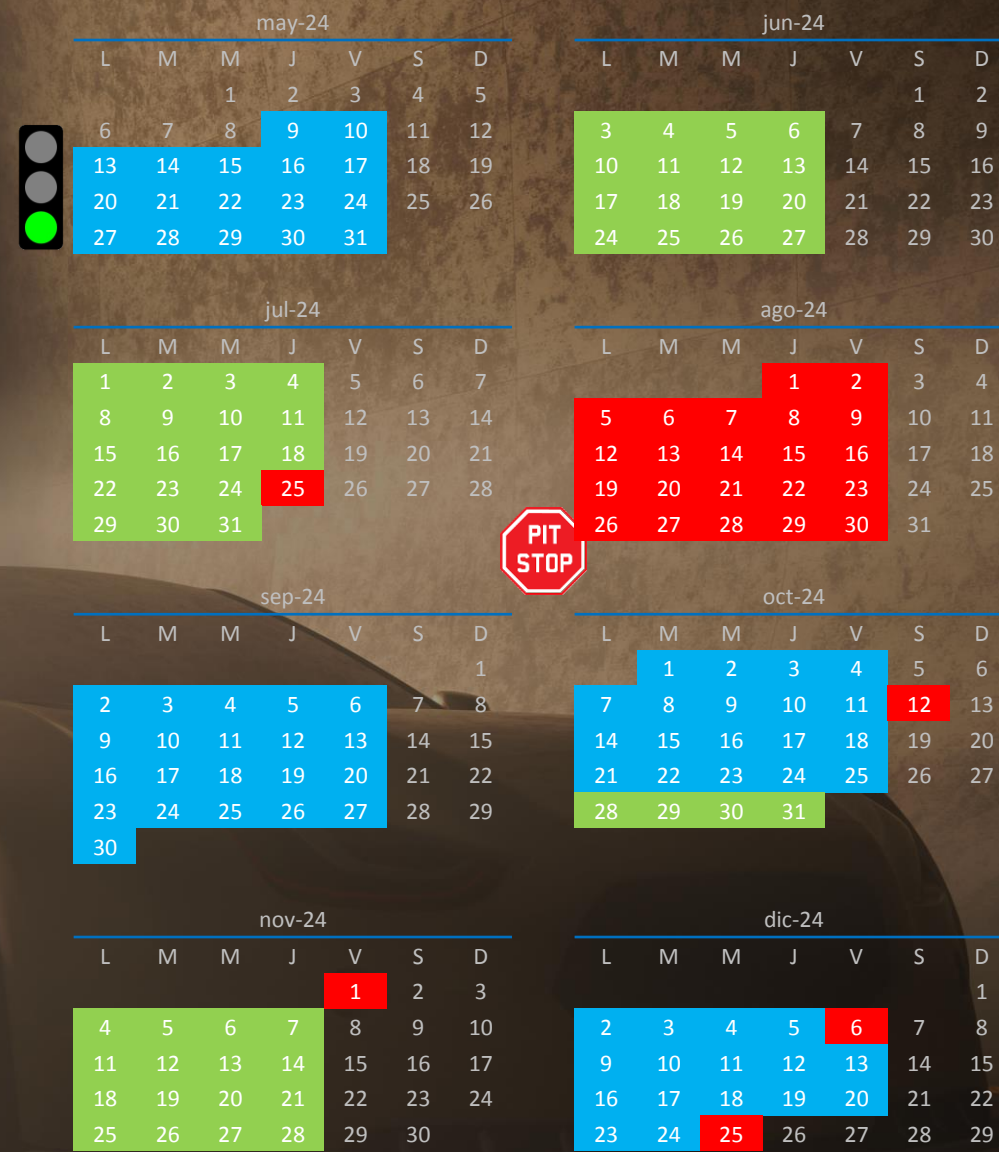 may-24
L M M J V S D
1 2 3 4 5
6 7 8 9 10 11 12
13 14 15 16 17 18 19
20 21 22 23 24 25 26
27 28 29 30 31
jun-24
L M M J V S D
1 2
3 4 5 6 7 8 9
10 11 12 13 14 15 16
17 18 19 20 21 22 23
24 25 26 27 28 29 30
jul-24
L M M J V S D
1 2 3 4 5 6 7
8 9 10 11 12 13 14
15 16 17 18 19 20 21
22 23 24 25 26 27 28
29 30 31
ago-24
L M M J V S D
1 2 3 4
5 6 7 8 9 10 11
12 13 14 15 16 17 18
19 20 21 22 23 24 25
26 27 28 29 30 31
PIT
STOP
sep-24
L M M J V S D
1
2 3 4 5 6 7 8
9 10 11 12 13 14 15
16 17 18 19 20 21 22
23 24 25 26 27 28 29
30
oct-24
L M M J V S D
1 2 3 4 5 6
7 8 9 10 11 12 13
14 15 16 17 18 19 20
21 22 23 24 25 26 27
28 29 30 31
nov-24
L M M J V S D
1 2 3
4 5 6 7 8 9 10
11 12 13 14 15 16 17
18 19 20 21 22 23 24
25 26 27 28 29 30
dic-24
L M M J V S D
1
2 3 4 5 6 7 8
9 10 11 12 13 14 15
16 17 18 19 20 21 22
23 24 25 26 27 28 29